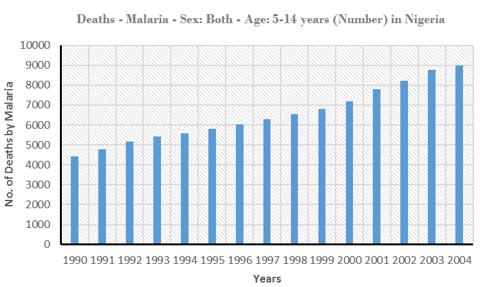 Deaths - Malaria - Sex: Both - Age: 5-14 years (Number) in Nigeria
No. of Deaths by Malaria
10000
9000
8000
7000
6000
5000
4000
3000
2000
1000
0
1990 1991 1992 1993 1994 1995 1996 1997 1998 1999 2000 2001 2002 2003 2004
Years